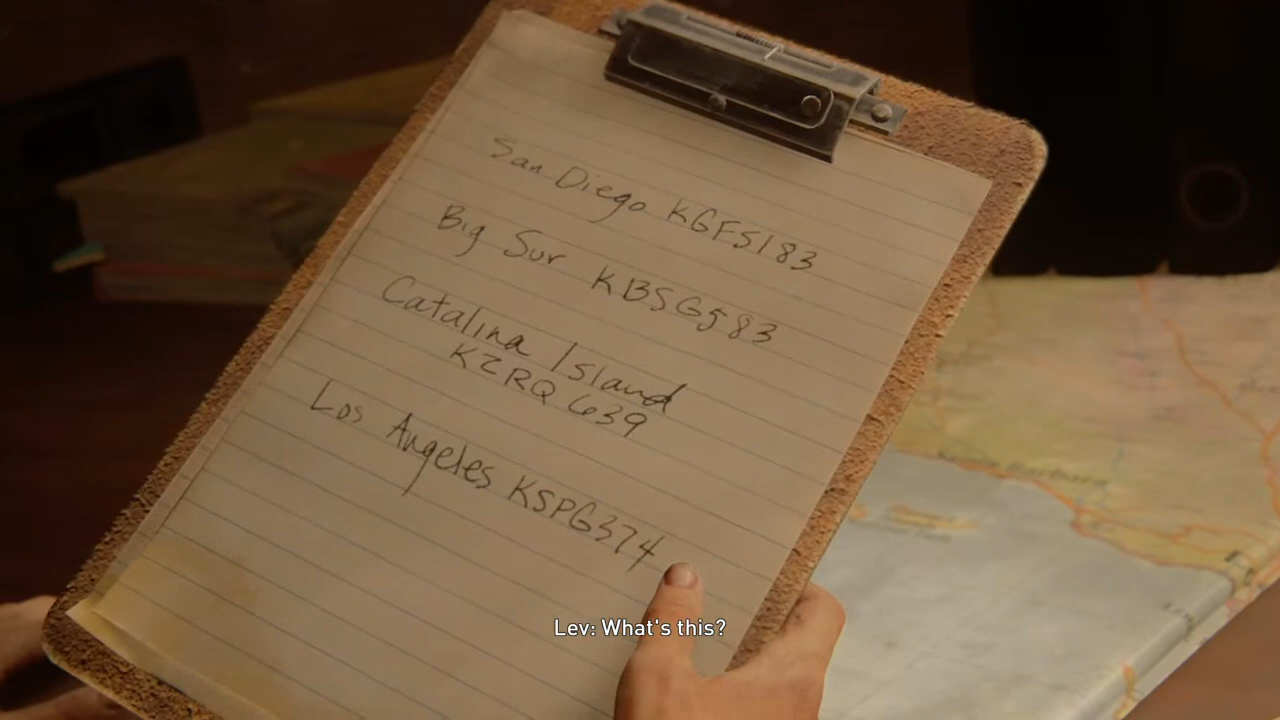 San Diego KGFS183
Big Sur KBSG583
Catalina Island
KZRQ639
Los Angeles KSPG374
Lev: What's this?